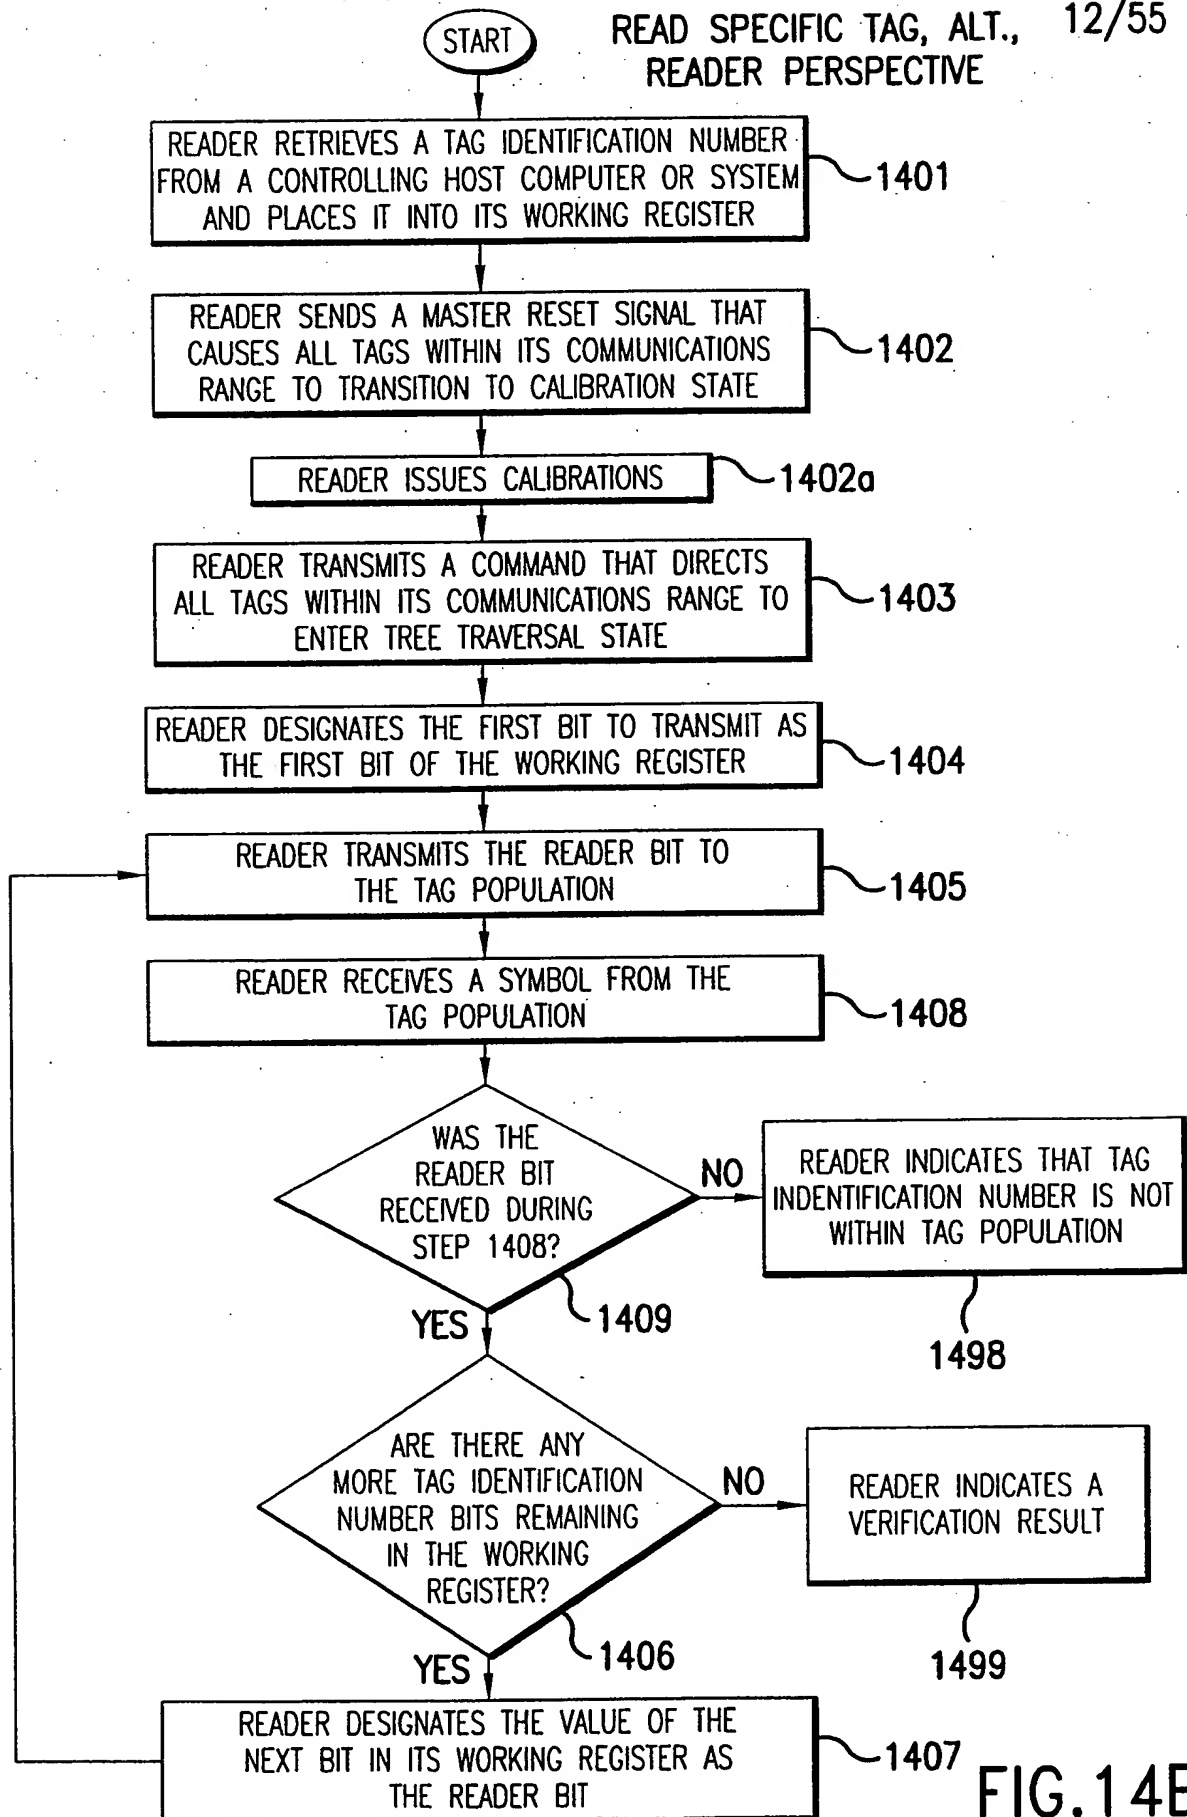 START
READ SPECIFIC TAG, ALT.,
READER PERSPECTIVE
12/55
READER RETRIEVES A TAG IDENTIFICATION NUMBER
FROM A CONTROLLING HOST COMPUTER OR SYSTEM
AND PLACES IT INTO ITS WORKING REGISTER
1401
READER SENDS A MASTER RESET SIGNAL THAT
CAUSES ALL TAGS WITHIN ITS COMMUNICATIONS
RANGE TO TRANSITION TO CALIBRATION STATE
1402
READER ISSUES CALIBRATIONS
1402a
READER TRANSMITS A COMMAND THAT DIRECTS
ALL TAGS WITHIN ITS COMMUNICATIONS RANGE TO
ENTER TREE TRAVERSAL STATE
1403
READER DESIGNATES THE FIRST BIT TO TRANSMIT AS
THE FIRST BIT OF THE WORKING REGISTER
1404
READER TRANSMITS THE READER BIT TO
THE TAG POPULATION
1405
READER RECEIVES A SYMBOL FROM THE
TAG POPULATION
1408
WAS THE
READER BIT
RECEIVED DURING
STEP 1408?
NO
READER INDICATES THAT TAG
INDENTIFICATION NUMBER IS NOT
WITHIN TAG POPULATION
YES
1409
1498
ARE THERE ANY
MORE TAG IDENTIFICATION
NUMBER BITS REMAINING
IN THE WORKING
REGISTER?
NO
READER INDICATES A
VERIFICATION RESULT
YES
1406
1499
READER DESIGNATES THE VALUE OF THE
NEXT BIT IN ITS WORKING REGISTER AS
THE READER BIT
1407
FIG.14B